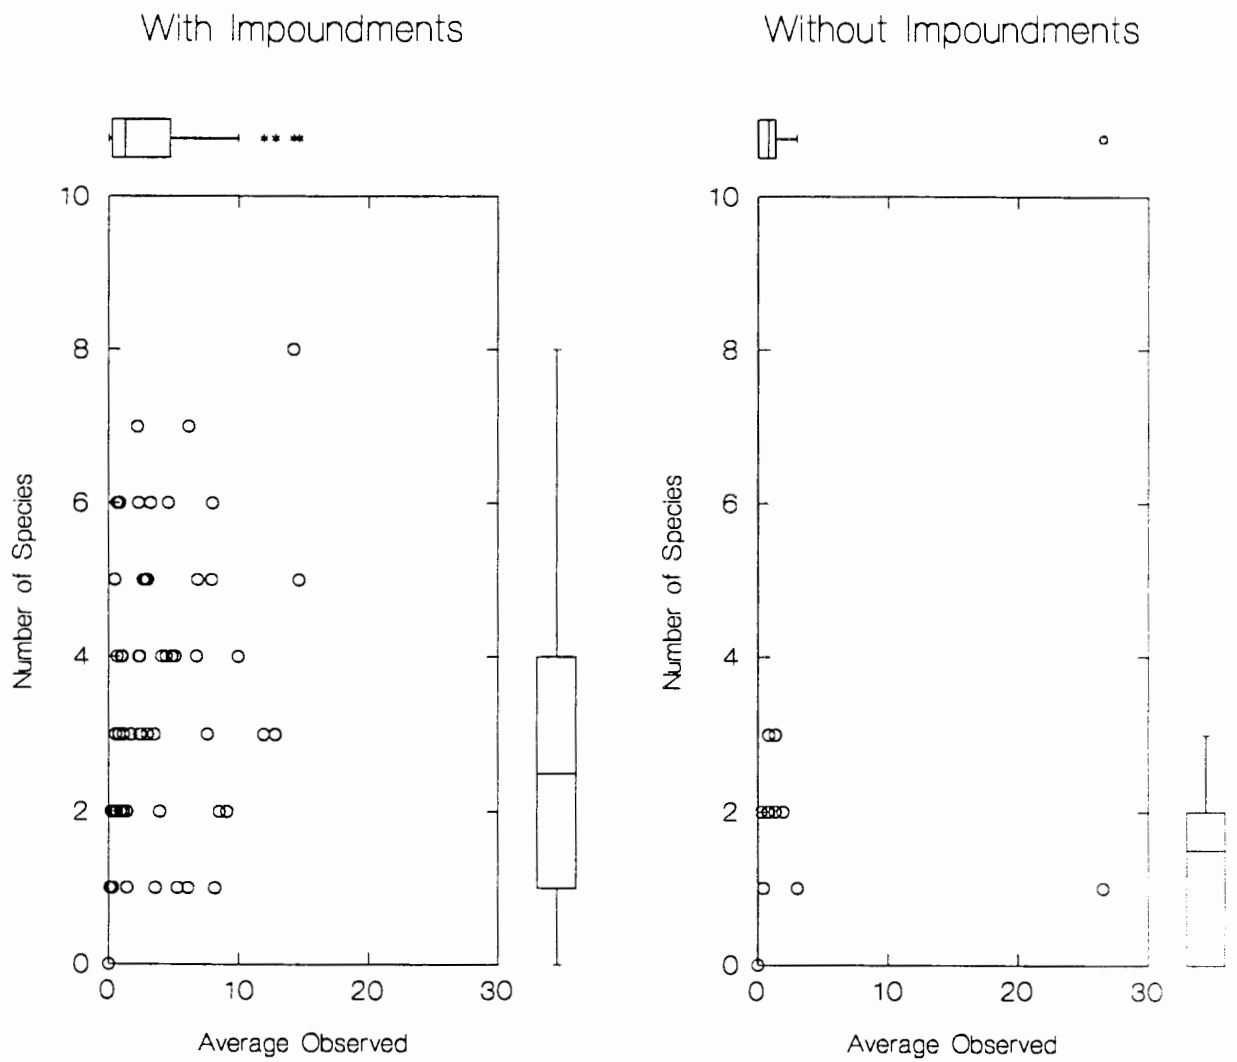 With Impoundments
Without Impoundments
10
8
6
4
2
0
Number of Species
0 10 20 30
Average Observed
10
8
6
4
2
0
Number of Species
0 10 20 30
Average Observed